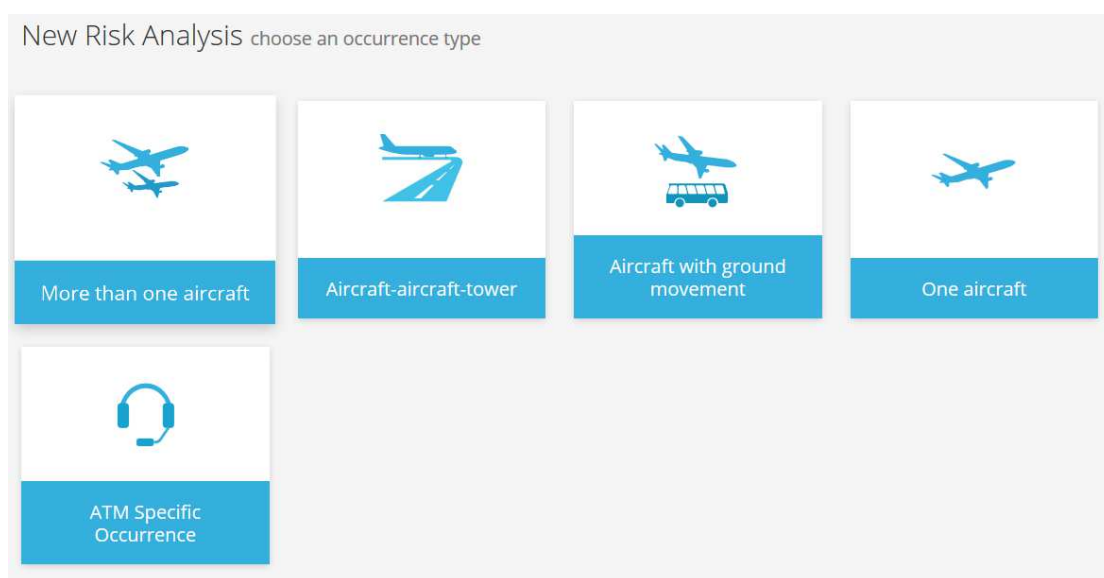 New Risk Analysis choose an occurrence type
More than one aircraft
Aircraft-aircraft-tower
Aircraft with ground
movement
One aircraft
ATM Specific
Occurrence